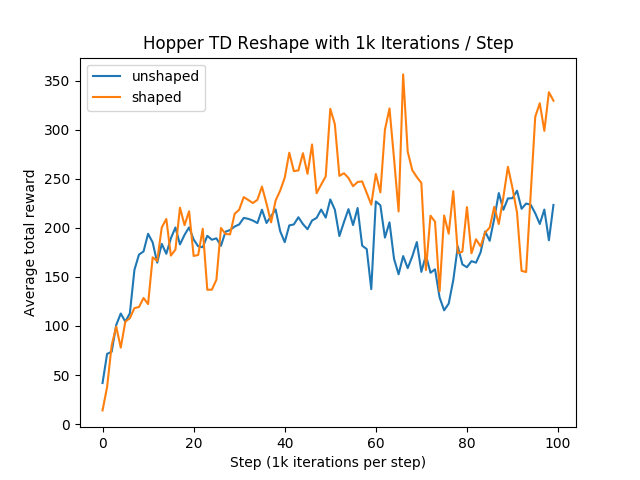 Hopper TD Reshape with 1k Iterations / Step
unshaped
shaped
Average total reward
350
300
250
200
150
100
50
0
0 20 40 60 80 100
Step (1k iterations per step)